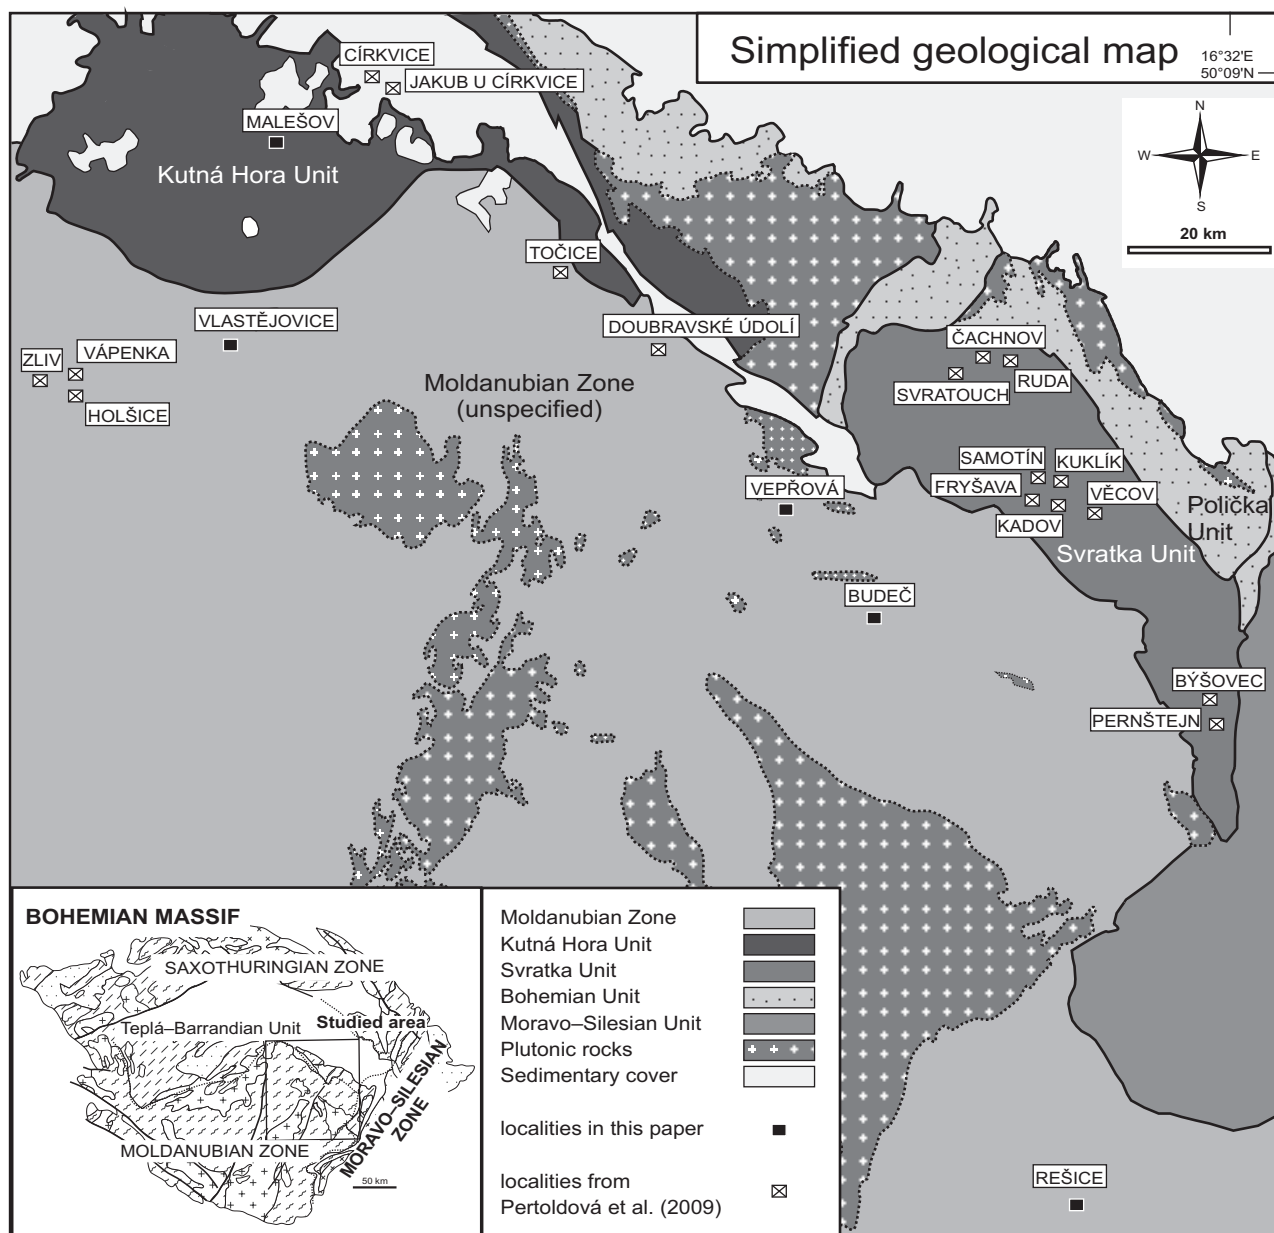 Simplified geological map
16°32'E
50°09'N
N
W
E
S
20 km
CÍRKVICE
JAKUB U CÍRKVICE
MALEŠOV
Kutná Hora Unit
TOČICE
VLASTĚJOVICE
DOUBRAVSKÉ ÚDOLÍ
ČACHNOV
ZLIV
VÁPENKA
HOLŠICE
Moldanubian Zone
(unspecified)
SVRATOUCH
RUDA
SAMOTÍN
KUKLÍK
FRYŠAVA
VĚCOV
VEPŘOVÁ
KADOV
Polička
Unit
Svratka Unit
BUDEČ
BÝŠOVEC
PERNŠTEJN
REŠICE
BOHEMIAN MASSIF
SAXOTHURINGIAN ZONE
Teplá–Barrandian Unit
Studied area
MORAVO–SILESIAN
ZONE
MOLDANUBIAN ZONE
50 km
Moldanubian Zone
Kutná Hora Unit
Svratka Unit
Bohemian Unit
Moravo–Silesian Unit
Plutonic rocks
Sedimentary cover
localities in this paper
localities from
Pertoldová et al. (2009)